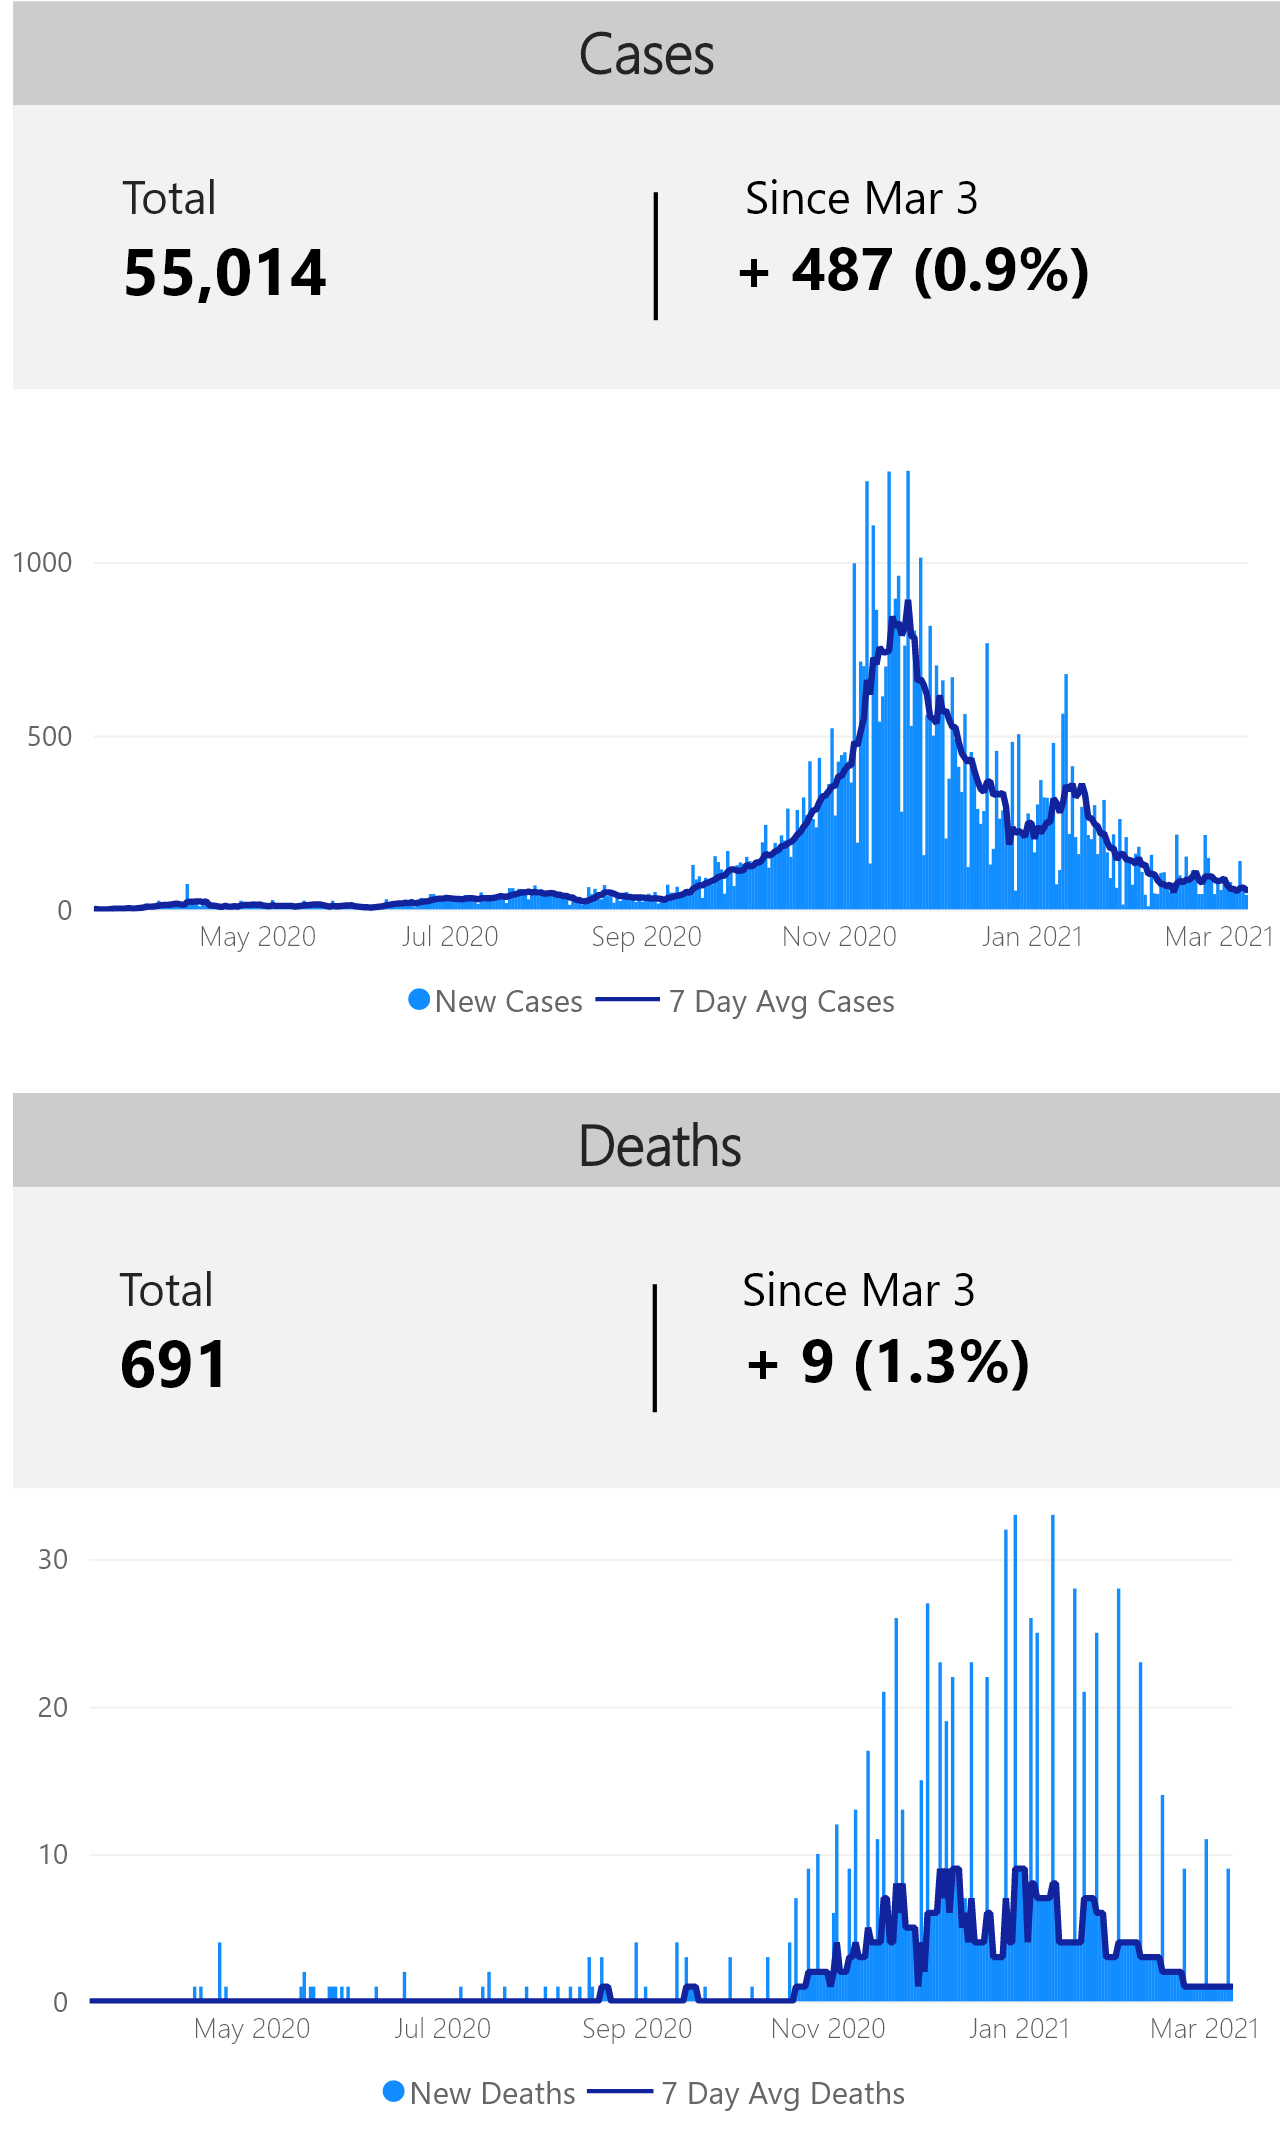 Cases
Total
Since Mar 3
55,014
+ 487 (0.9%)
1000
500
0
May 2020
Jul 2020
Sep 2020
Nov 2020
Jan 2021
Mar 2021
New Cases
7 Day Avg Cases
Deaths
Total
Since Mar 3
691
+ 9 (1.3%)
30
20
10
0
May 2020
Jul 2020
Sep 2020
Nov 2020
Jan 2021
Mar 2021
New Deaths
7 Day Avg Deaths